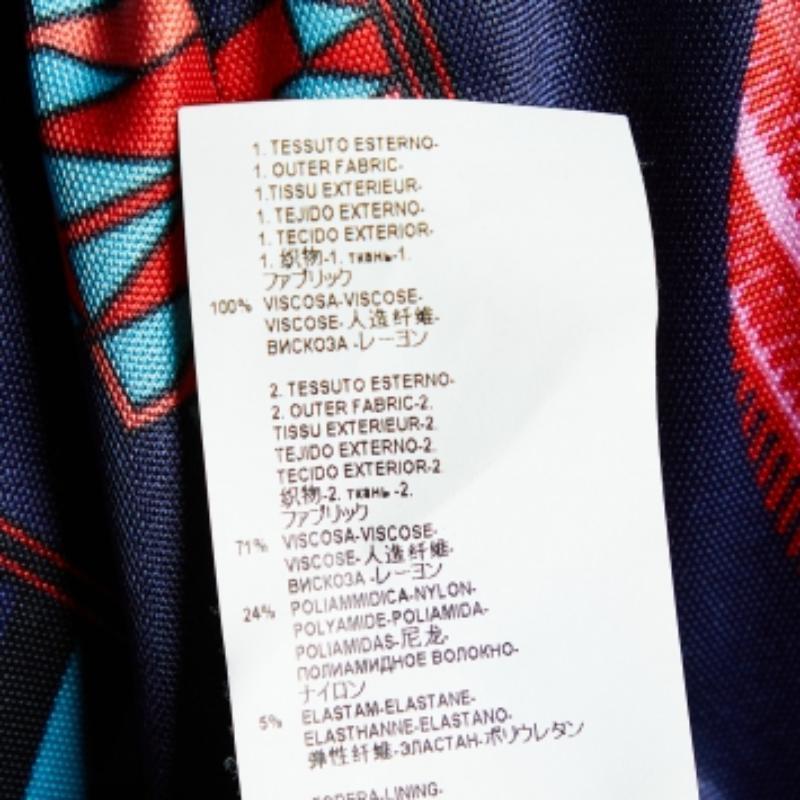 1. TESSUTO ESTERNO-
1. OUTER FABRIC-
1.TISSU EXTERIEUR-
1. TEJIDO EXTERNO-
1. TECIDO EXTERIOR-
1. 织物-1. ткань-1.
ファブリック
100% VISCOSA-VISCOSE-
VISCOSE-人造纤维-
ВИСКОЗА -レーヨン
2. TESSUTO ESTERNO-
2. OUTER FABRIC-2.
TISSU EXTERIEUR-2.
TEJIDO EXTERNO-2.
TECIDO EXTERIOR-2
织物-2. ткань -2.
ファブリック
71% VISCOSA-VISCOSE-
VISCOSE-人造纤维-
ВИСКОЗА -レーヨン
24% POLIAMMIDICA-NYLON-
POLYAMIDE-POLIAMIDA-
POLIAMIDAS-尼龙-
ПОЛИАМИДНОЕ ВОЛОКНО-
ナイロン
5% ELASTAM-ELASTANE-
ELASTHANNE-ELASTANO-
弹性纤维-ЭЛАСТАН-ポリウレタン
FODERA-LINING-